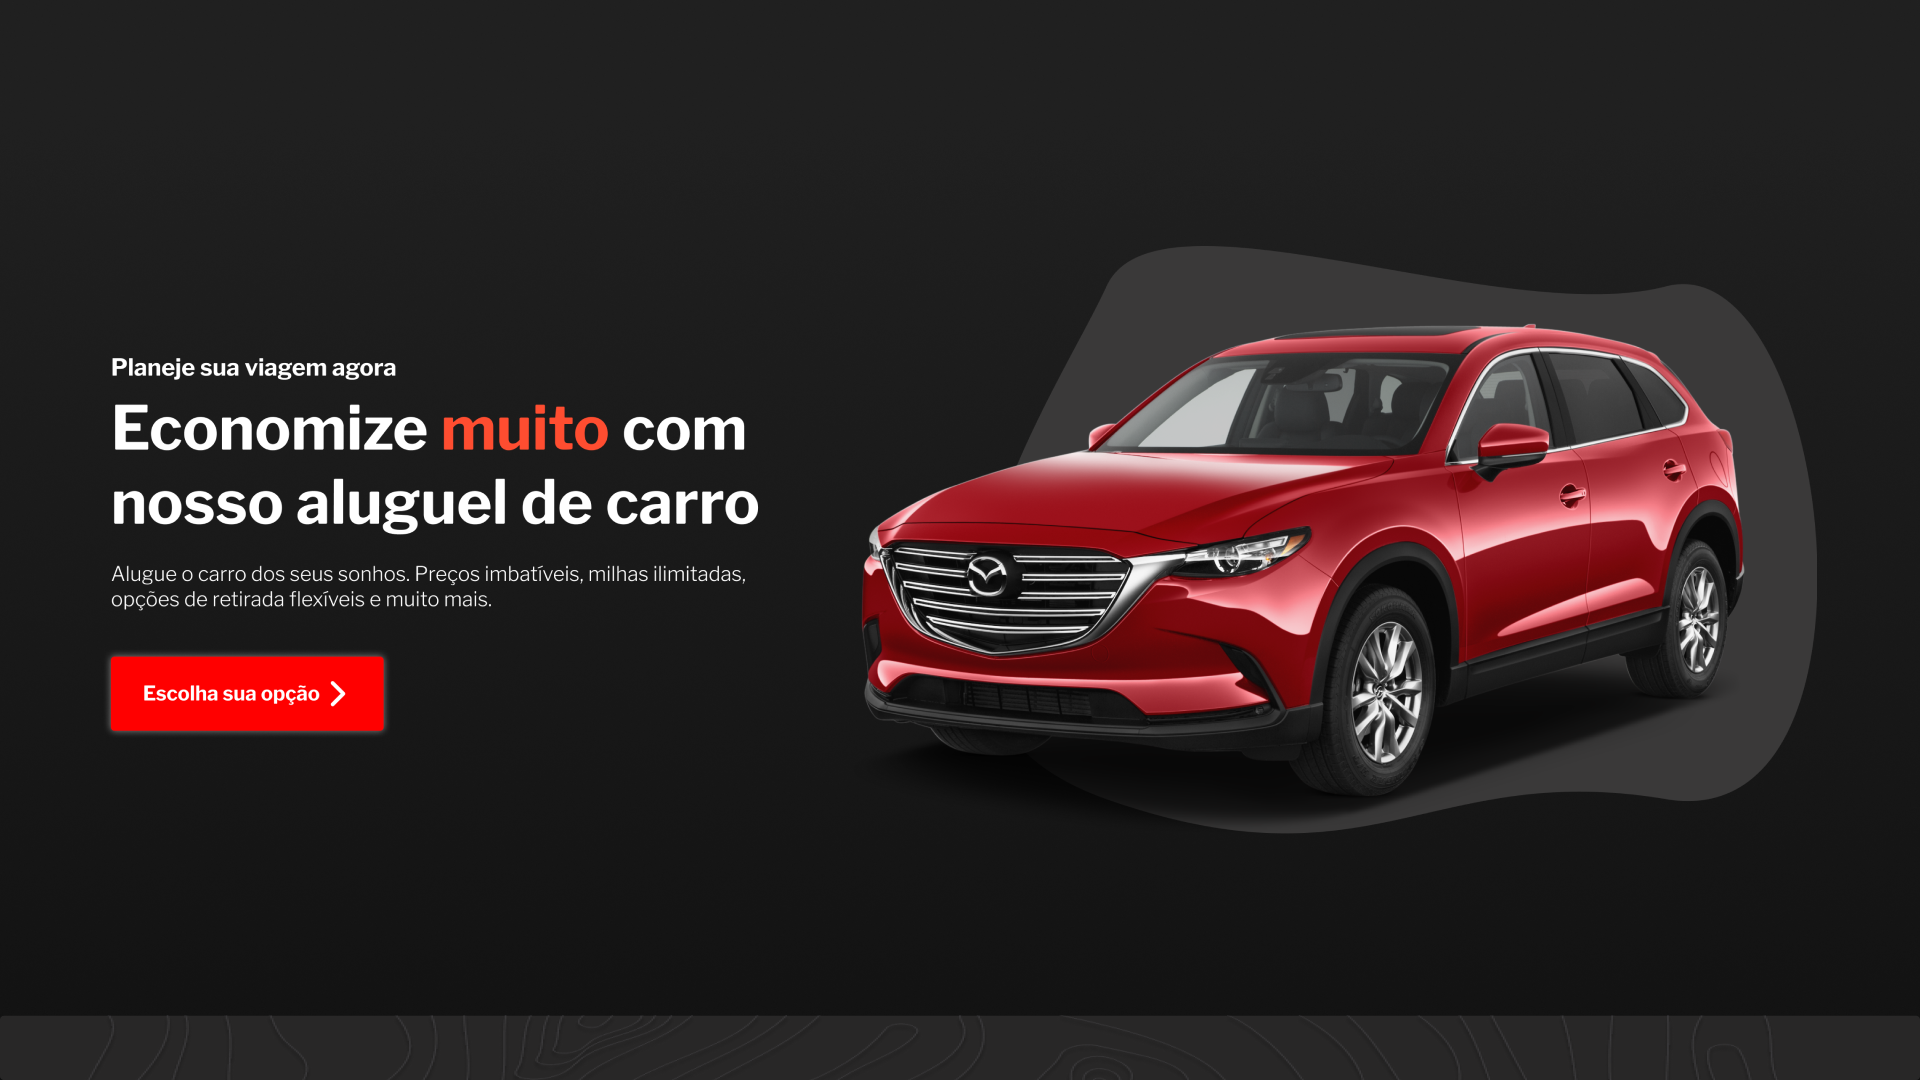 Planeje sua viagem agora
Economize muito com
nosso aluguel de carro
Alugue o carro dos seus sonhos. Preços imbatíveis, milhas ilimitadas,
opções de retirada flexíveis e muito mais.
Escolha sua opção